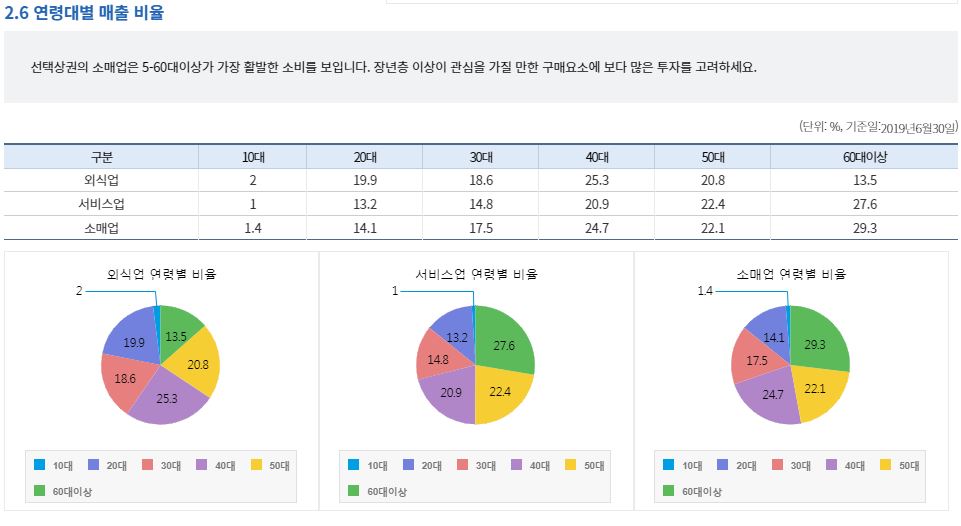 2.6 연령대별 매출 비율
선택상권의 소매업은 5-60대이상가 가장 활발한 소비를 보입니다. 장년층 이상이 관심을 가질 만한 구매요소에 보다 많은 투자를 고려하세요.
(단위: %, 기준일:2019년6월30일)
구분 10대 20대 30대 40대 50대 60대이상
외식업 2 19.9 18.6 25.3 20.8 13.5
서비스업 1 13.2 14.8 20.9 22.4 27.6
소매업 1.4 14.1 17.5 24.7 22.1 29.3
외식업 연령별 비율
2
13.5
19.9
20.8
18.6
25.3
10대 20대 30대 40대 50대
60대이상
서비스업 연령별 비율
1
27.6
13.2
14.8
22.4
20.9
10대 20대 30대 40대 50대
60대이상
소매업 연령별 비율
1.4
29.3
14.1
17.5
22.1
24.7
10대 20대 30대 40대 50대
60대이상